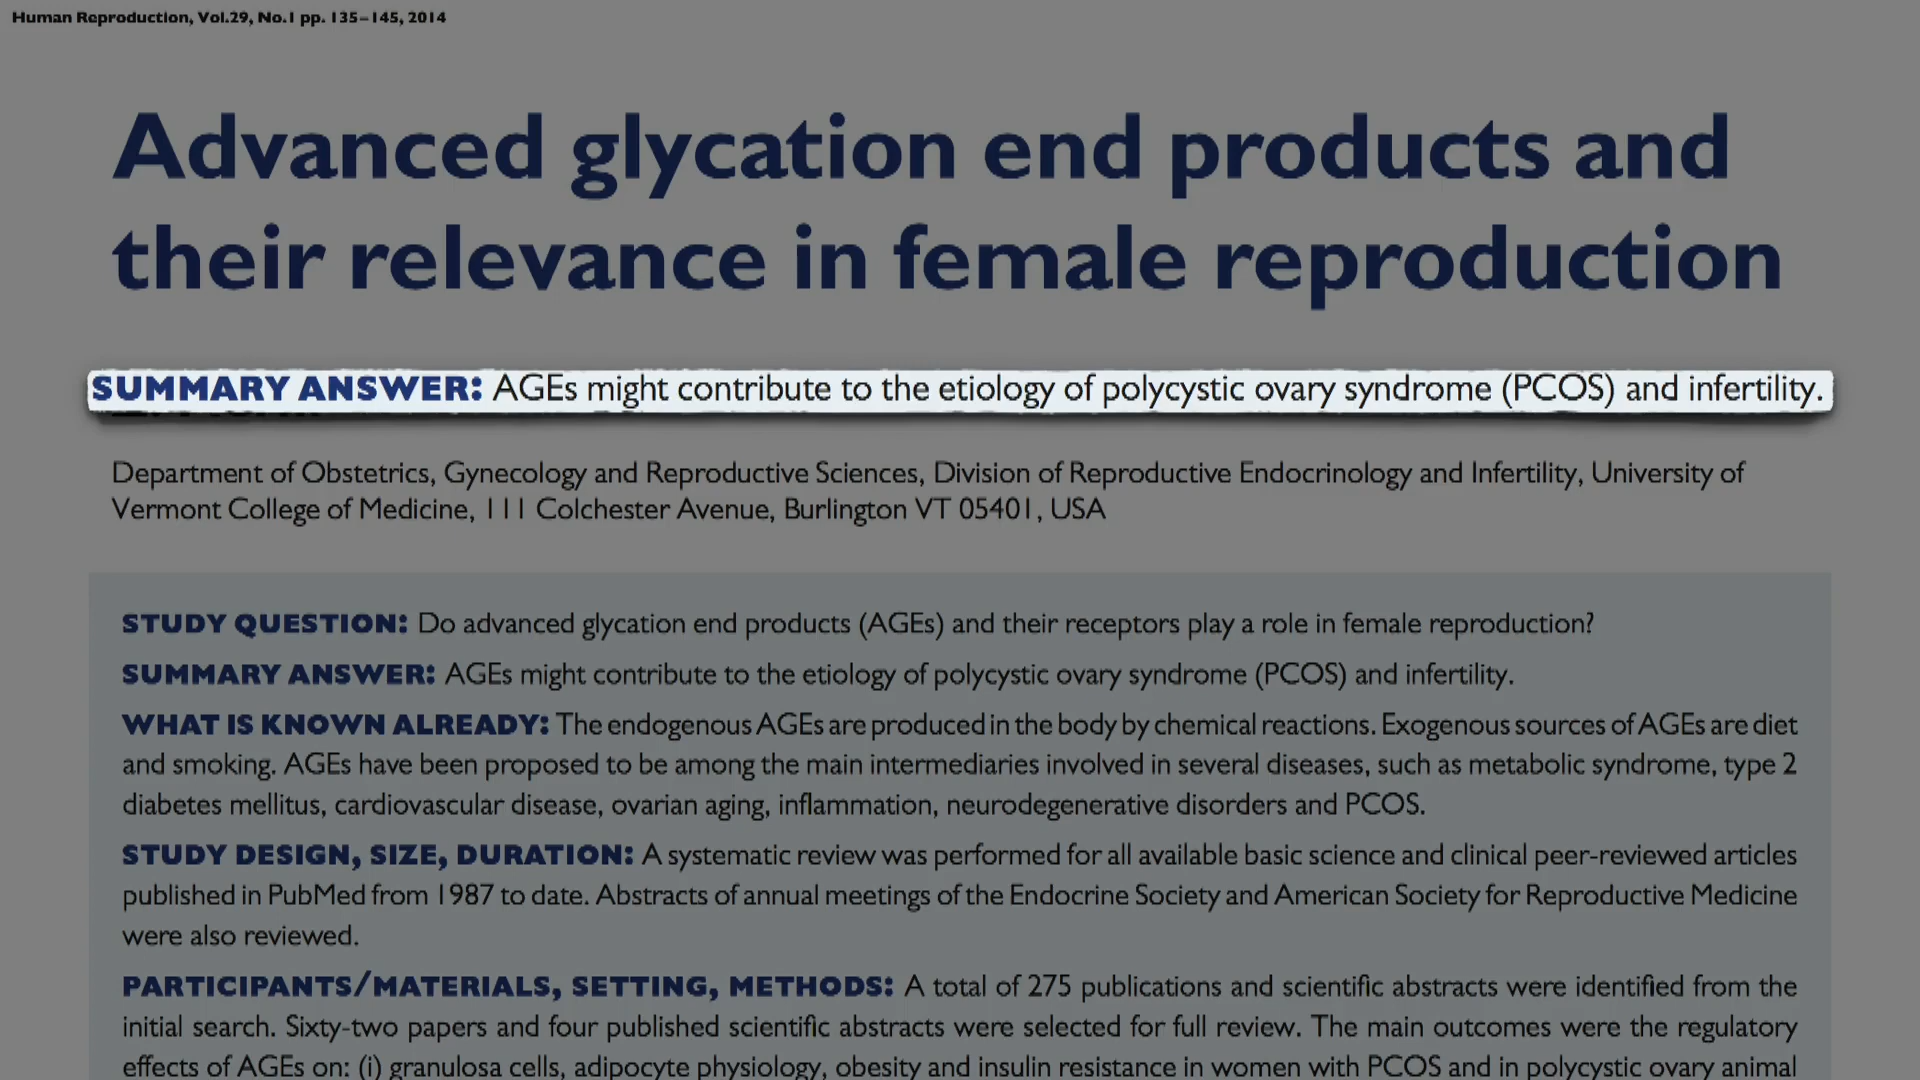 Human Reproduction, Vol.29, No.1 pp. 135–145, 2014
Advanced glycation end products and
their relevance in female reproduction
SUMMARY ANSWER: AGEs might contribute to the etiology of polycystic ovary syndrome (PCOS) and infertility.
Department of Obstetrics, Gynecology and Reproductive Sciences, Division of Reproductive Endocrinology and Infertility, University of
Vermont College of Medicine, 111 Colchester Avenue, Burlington VT 05401, USA
STUDY QUESTION: Do advanced glycation end products (AGEs) and their receptors play a role in female reproduction?
SUMMARY ANSWER: AGEs might contribute to the etiology of polycystic ovary syndrome (PCOS) and infertility.
WHAT IS KNOWN ALREADY: The endogenous AGEs are produced in the body by chemical reactions. Exogenous sources of AGEs are diet
and smoking. AGEs have been proposed to be among the main intermediaries involved in several diseases, such as metabolic syndrome, type 2
diabetes mellitus, cardiovascular disease, ovarian aging, inflammation, neurodegenerative disorders and PCOS.
STUDY DESIGN, SIZE, DURATION: A systematic review was performed for all available basic science and clinical peer-reviewed articles
published in PubMed from 1987 to date. Abstracts of annual meetings of the Endocrine Society and American Society for Reproductive Medicine
were also reviewed.
PARTICIPANTS/MATERIALS, SETTING, METHODS: A total of 275 publications and scientific abstracts were identified from the
initial search. Sixty-two papers and four published scientific abstracts were selected for full review. The main outcomes were the regulatory
effects of AGEs on: (i) granulosa cells, adipocyte physiology, obesity and insulin resistance in women with PCOS and in polycystic ovary animal